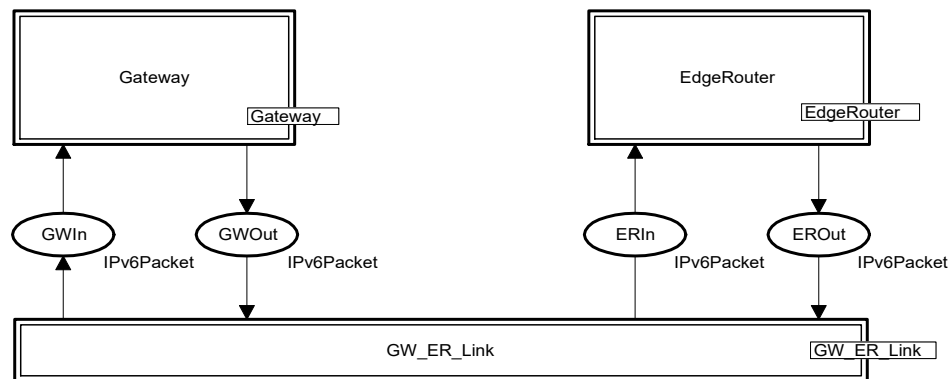 Gateway
EdgeRouter
Gateway
EdgeRouter
GWIn
GWOut
ERIn
EROut
IPv6Packet
IPv6Packet
IPv6Packet
IPv6Packet
GW_ER_Link
GW_ER_Link